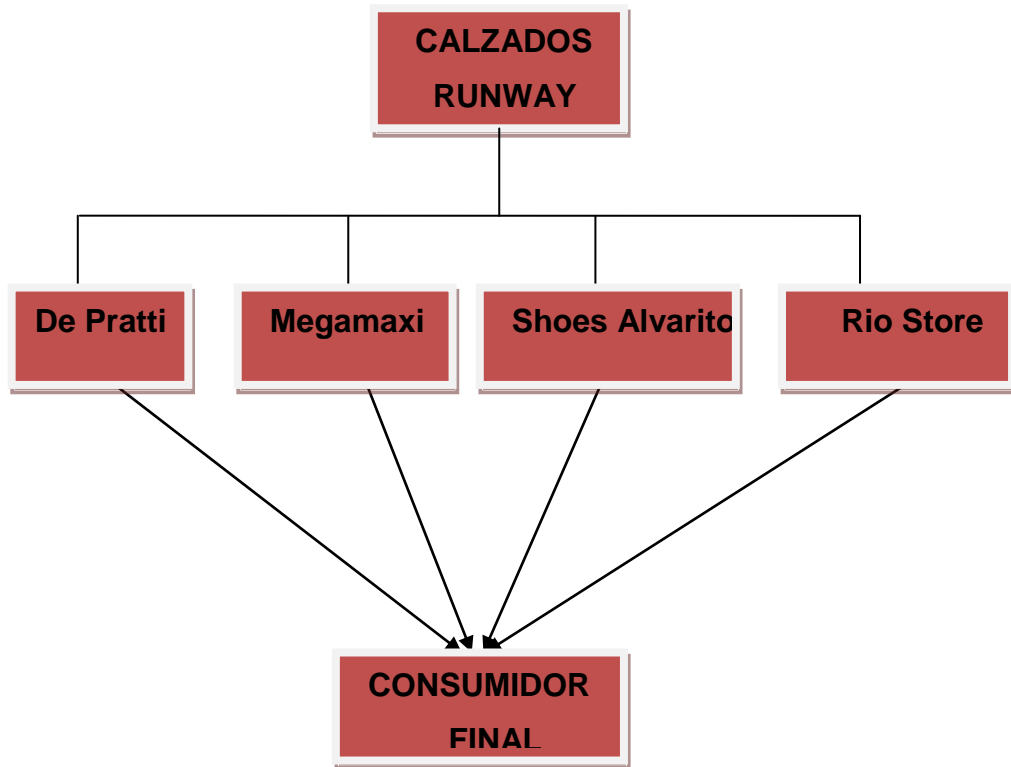 CALZADOS
RUNWAY
De Pratti
Megamaxi
Shoes Alvarito
Rio Store
CONSUMIDOR
FINAL